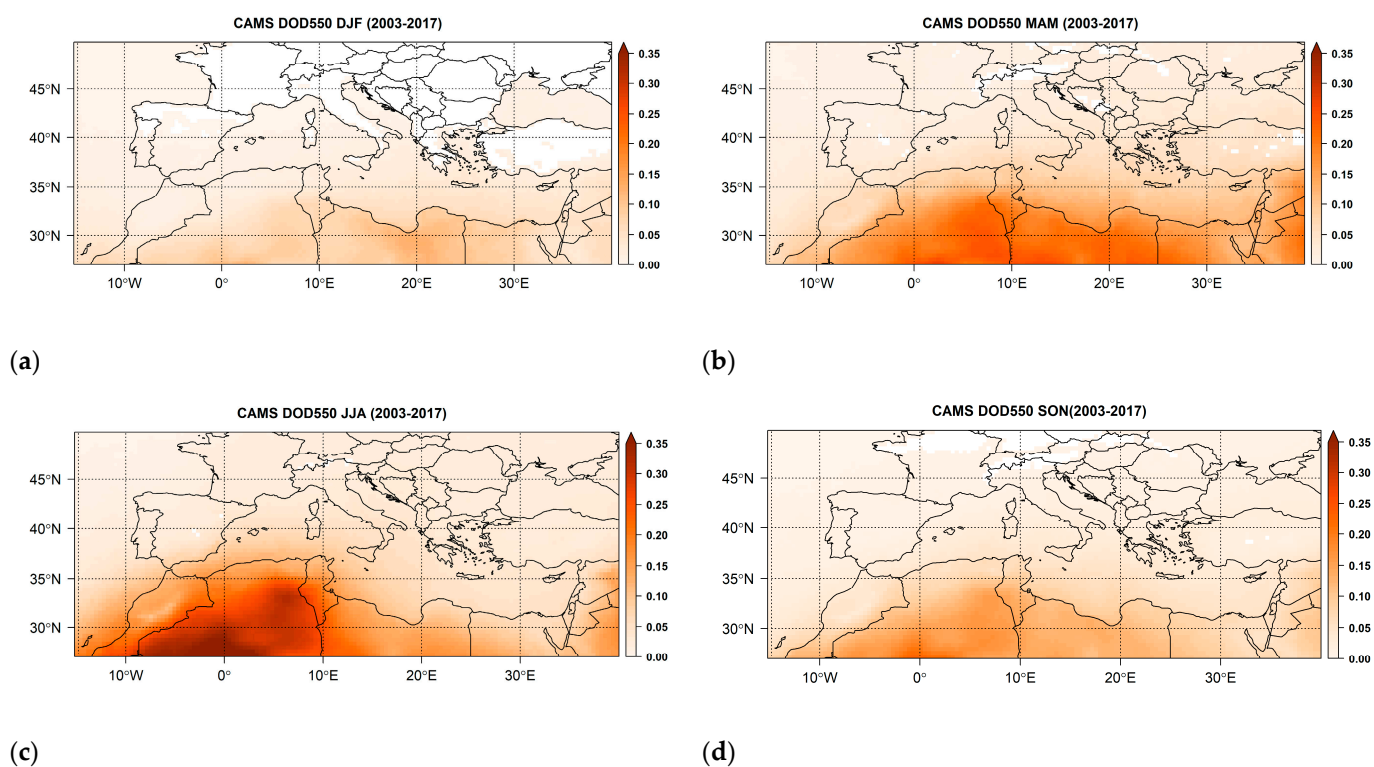 CAMS DOD550 DJF (2003-2017)
45°N
40°N
35°N
30°N
10°W
0°
10°E
20°E
30°E
0.35
0.30
0.25
0.20
0.15
0.10
0.05
0.00
(a)
CAMS DOD550 MAM (2003-2017)
45°N
40°N
35°N
30°N
10°W
0°
10°E
20°E
30°E
0.35
0.30
0.25
0.20
0.15
0.10
0.05
0.00
(b)
CAMS DOD550 JJA (2003-2017)
45°N
40°N
35°N
30°N
10°W
0°
10°E
20°E
30°E
0.35
0.30
0.25
0.20
0.15
0.10
0.05
0.00
(c)
CAMS DOD550 SON(2003-2017)
45°N
40°N
35°N
30°N
10°W
0°
10°E
20°E
30°E
0.35
0.30
0.25
0.20
0.15
0.10
0.05
0.00
(d)